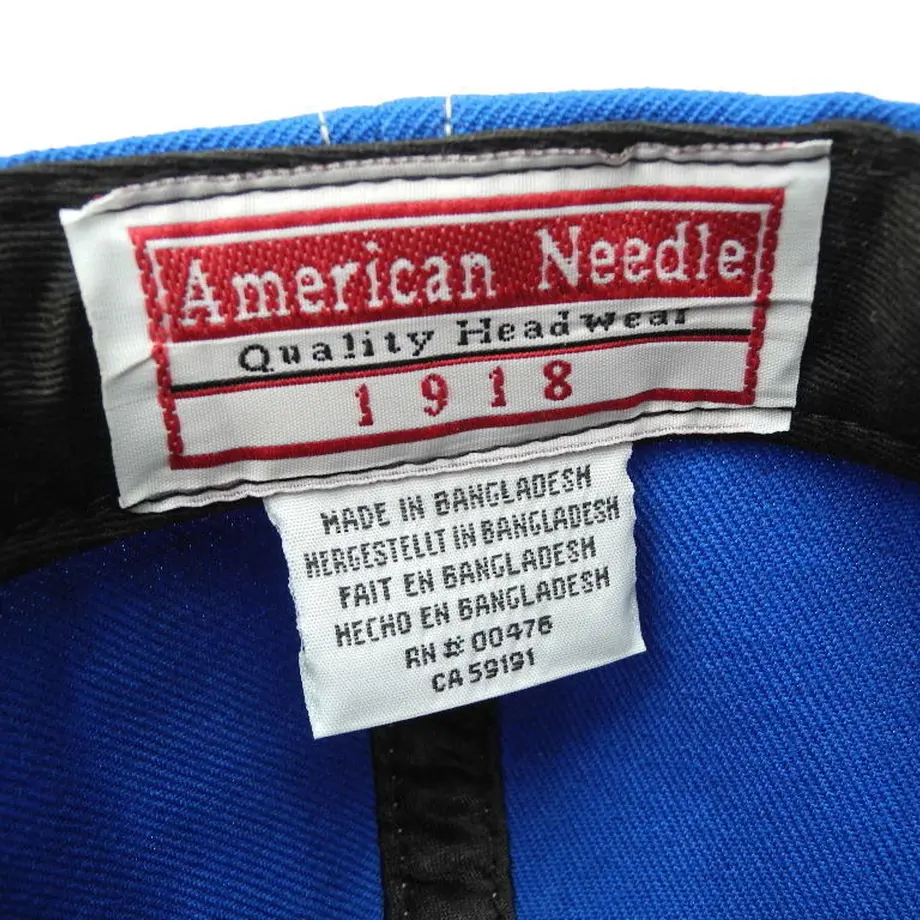 American Needle
Quality Headwear
1918
MADE IN BANGLADESH
HERGESTELLT IN BANGLADESH
FAIT EN BANGLADESH
HECHO EN BANGLADESH
RN # 00476
CA 59191